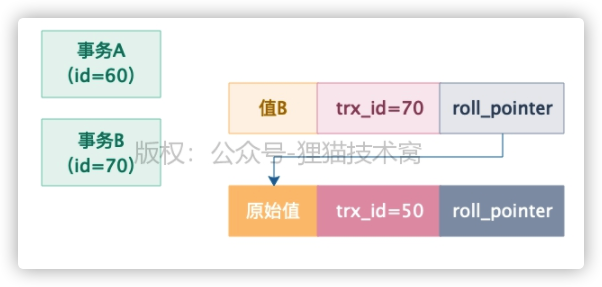 事务A
(id=60)
值B
trx_id=70
roll_pointer
事务B
(id=70)
版权：公众号-狸猫技术窝
原始值
trx_id=50
roll_pointer